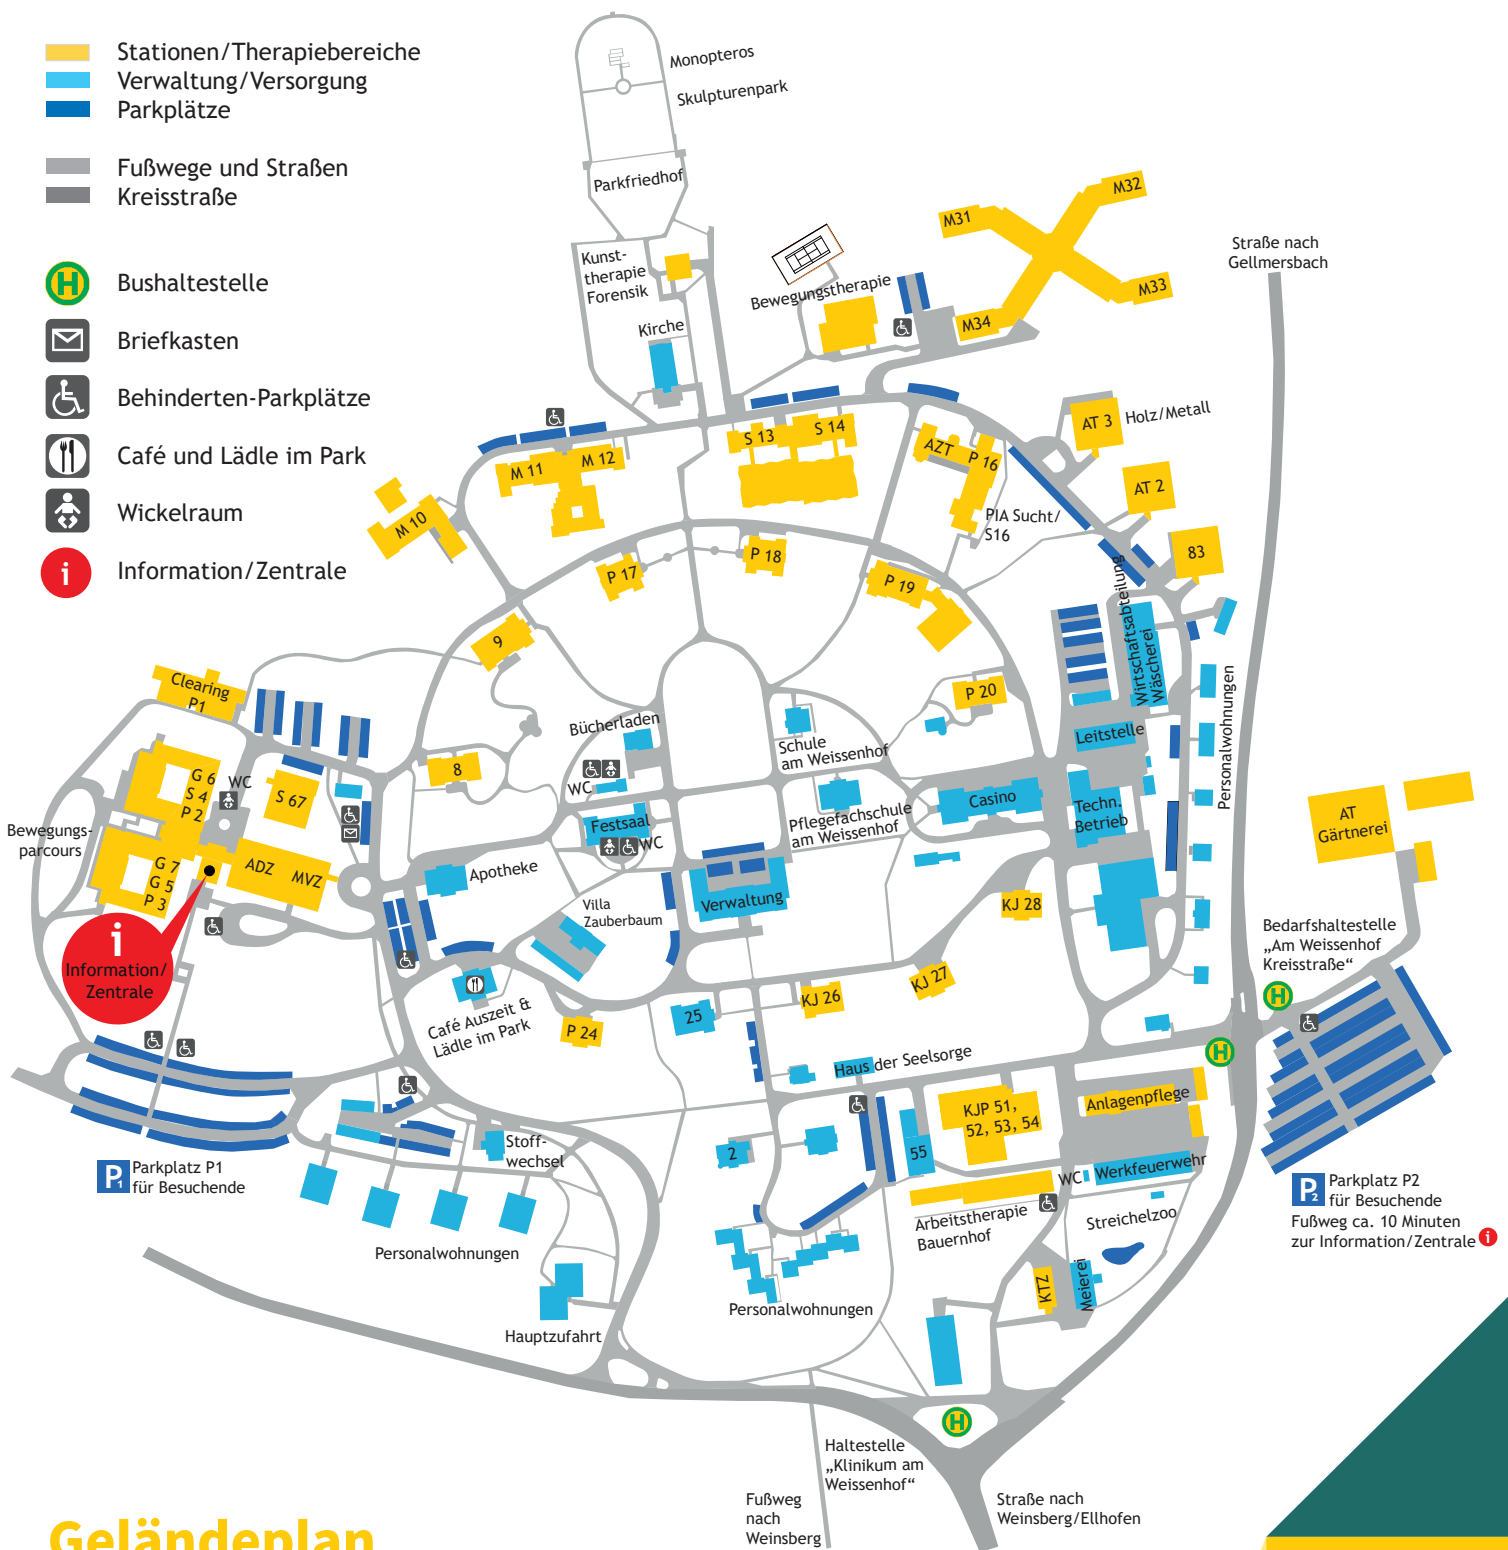 Stationen/Therapiebereiche
Verwaltung/Versorgung
Parkplätze
Fußwege und Straßen
Kreisstraße
H
Bushaltestelle
Briefkasten
Behinderten-Parkplätze
Café und Lädle im Park
Wickelraum
i
Information/Zentrale
Monopteros
Skulpturenpark
Parkfriedhof
Kunst-
therapie
Forensik
Kirche
Bewegungstherapie
M31
M32
M33
M34
Straße nach
Gellmersbach
AT 3
Holz/Metall
AT 2
83
S 13
S 14
AZT
P 16
PIA Sucht/
S16
M 11
M 12
M 10
P 17
P 18
P 19
9
P 20
Wirtschaftsabteilung
Wäscherei
Leitstelle
Personalwohnungen
Clearing
P1
G 6
S 4
P 2
WC
S 67
8
Bücherladen
WC
Festsaal
WC
Schule
am Weissenhof
Pflegefachschule
am Weissenhof
Casino
Techn.
Betrieb
AT
Gärtnerei
Bewegungs-
parcours
G 7
G 5
P 3
ADZ
MVZ
Apotheke
Villa
Zauberbaum
Verwaltung
KJ 28
i
Information/
Zentrale
Bedarfshaltestelle
„Am Weissenhof
Kreisstraße“
H
H
Café Auszeit &
Lädle im Park
P 24
25
KJ 26
KJ 27
Haus der Seelsorge
Anlagenpflege
KJP 51,
52, 53, 54
P1
Parkplatz P1
für Besuchende
Stoff-
wechsel
2
55
WC
Werkfeuerwehr
P2
Parkplatz P2
für Besuchende
Fußweg ca. 10 Minuten
zur Information/Zentrale i
Arbeitstherapie
Bauernhof
Streichelzoo
Personalwohnungen
KTZ
Meierei
Personalwohnungen
Hauptzufahrt
H
Haltestelle
„Klinikum am
Weissenhof“
Fußweg
nach
Weinsberg
Straße nach
Weinsberg/Ellhofen
Geländeplan